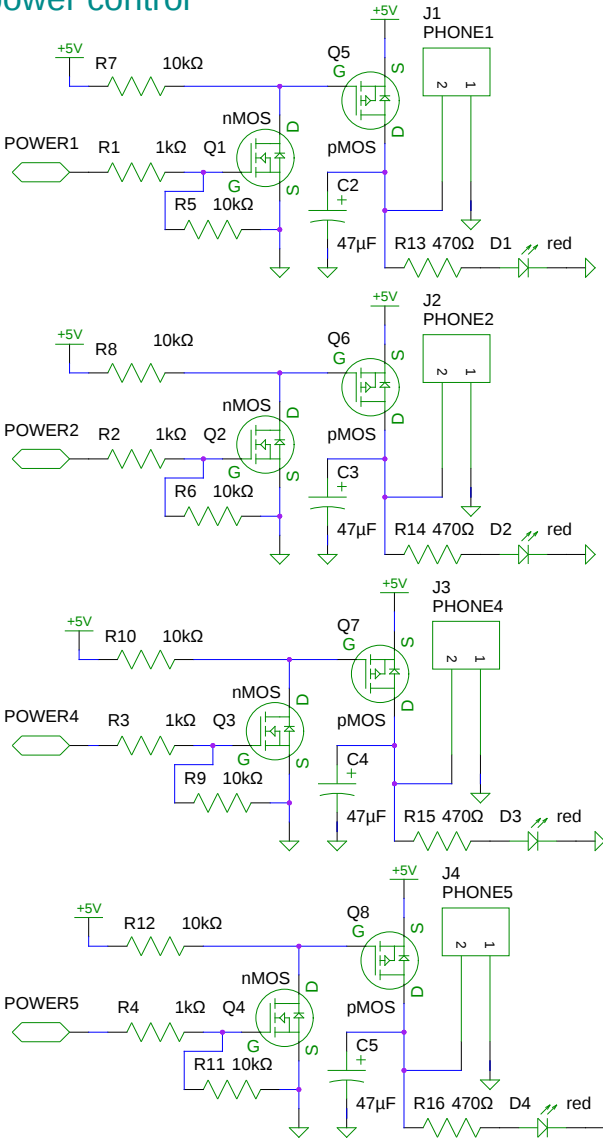 power control
+5V
J1
PHONE1
+5V
R7 10kΩ
Q5
G
S
2 1
nMOS
D
D
POWER1 R1 1kΩ Q1
pMOS
G
S
C2
+
R5 10kΩ
47µF
R13 470Ω D1 red
+5V
J2
PHONE2
+5V
R8 10kΩ
Q6
G
S
2 1
nMOS
D
D
POWER2 R2 1kΩ Q2
pMOS
G
S
C3
+
R6 10kΩ
47µF
R14 470Ω D2 red
+5V
J3
PHONE4
+5V
R10 10kΩ
Q7
G
S
2 1
nMOS
D
D
POWER4 R3 1kΩ Q3
pMOS
G
S
C4
+
R9 10kΩ
47µF
R15 470Ω D3 red
+5V
J4
PHONE5
+5V
R12 10kΩ
Q8
G
S
2 1
nMOS
D
D
POWER5 R4 1kΩ Q4
pMOS
G
S
C5
+
R11 10kΩ
47µF
R16 470Ω D4 red